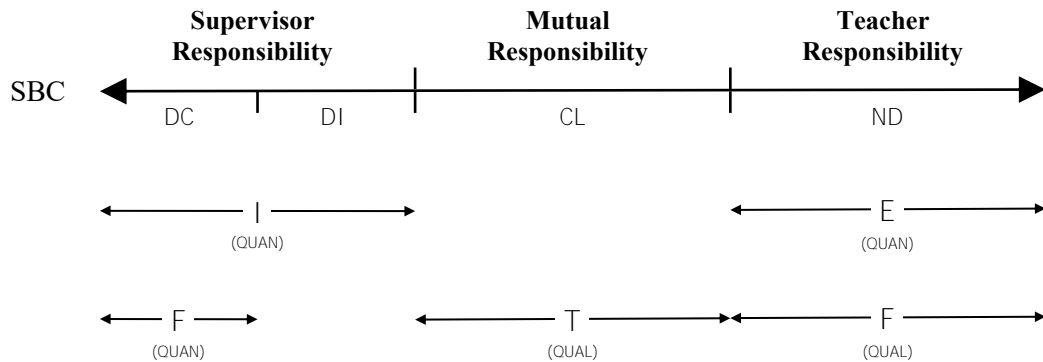 Supervisor Responsibility
Mutual Responsibility
Teacher Responsibility
SBC
DC DI CL ND
I E
(QUAN) (QUAN)
F T F
(QUAN) (QUAL) (QUAL)